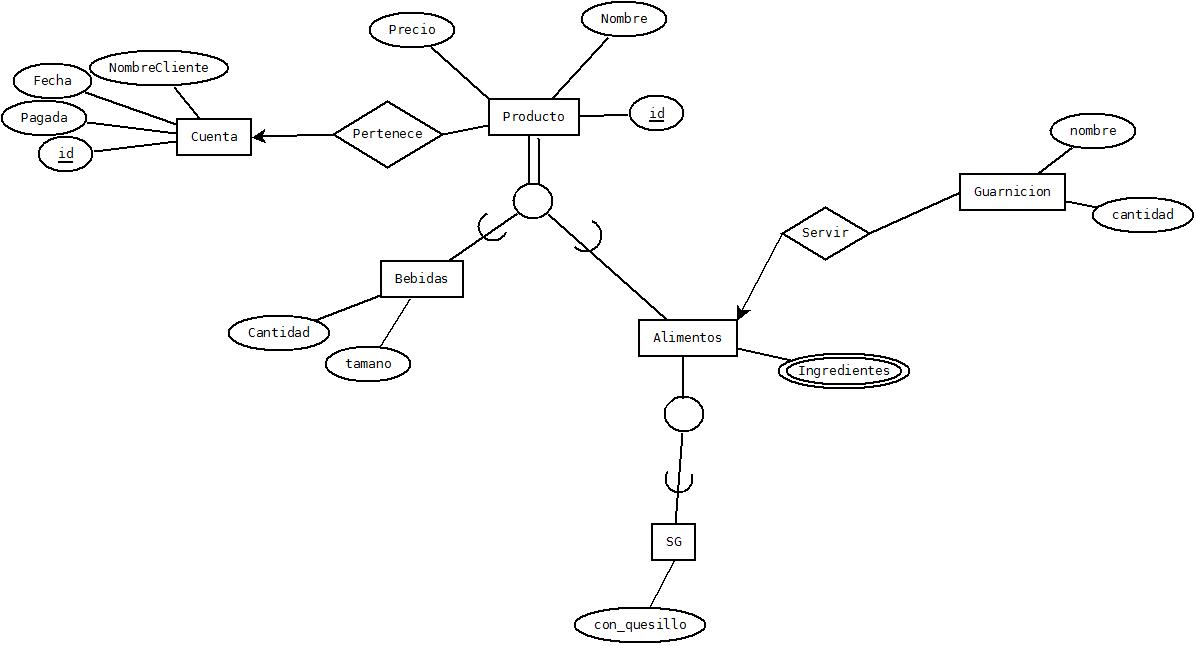 Nombre
Precio
NombreCliente
Fecha
Producto
id
Pagada
Pertenece
nombre
Cuenta
id
Guarnicion
cantidad
Servir
Bebidas
Cantidad
Alimentos
tamano
Ingredientes
SG
con_quesillo